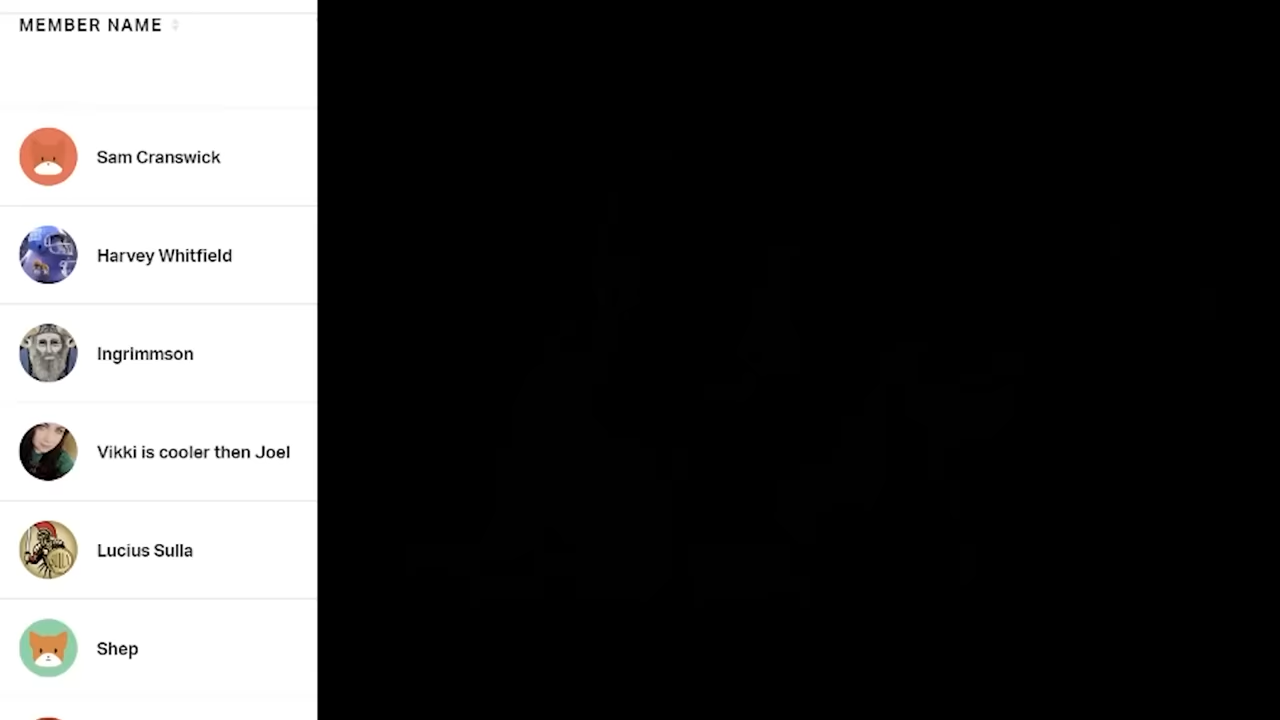 MEMBER NAME
Sam Cranswick
Harvey Whitfield
Ingrimmson
Vikki is cooler then Joel
Lucius Sulla
Shep